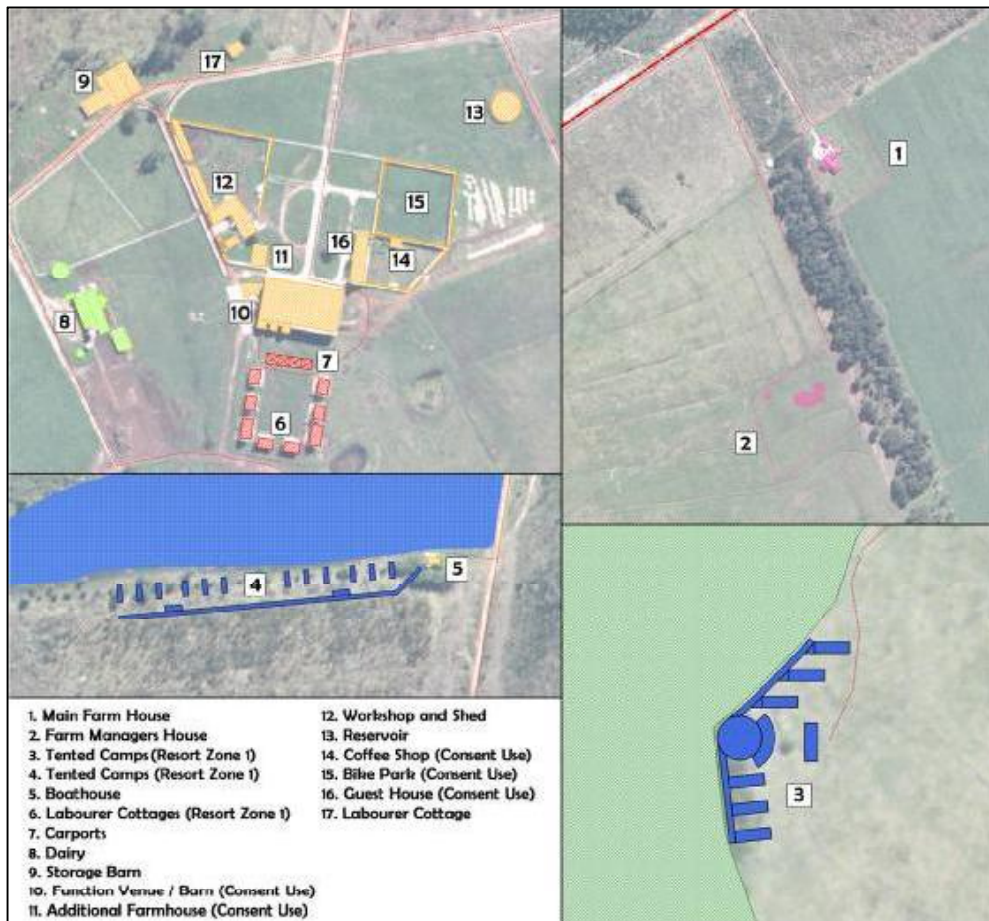 17
9
13
12
15
16
11
14
10
8
7
6
1
2
4
5
3
1. Main Farm House
2. Farm Managers House
3. Tented Camps (Resort Zone 1)
4. Tented Camps (Resort Zone 1)
5. Boathouse
6. Labourer Cottages (Resort Zone 1)
7. Carports
8. Dairy
9. Storage Barn
10. Function Venue / Barn (Consent Use)
11. Additional Farmhouse (Consent Use)
12. Workshop and Shed
13. Reservoir
14. Coffee Shop (Consent Use)
15. Bike Park (Consent Use)
16. Guest House (Consent Use)
17. Labourer Cottage